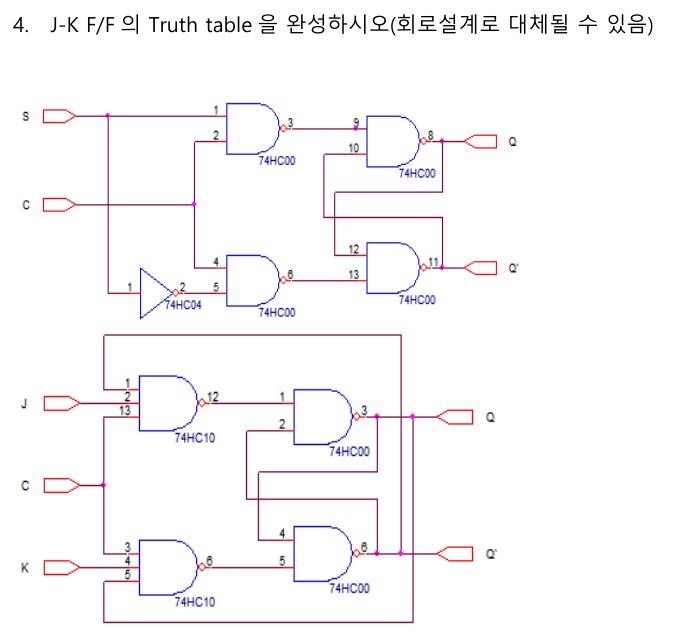 4. J-K F/F 의 Truth table 을 완성하시오(회로설계로 대체될 수 있음)
S 1 3 9 8 Q
2 10
74HC00 74HC00
C
4 6 12 11 Q'
1 2 5 13
74HC04 74HC00 74HC00
1
J 2 12 1 3 Q
13 2
74HC10 74HC00
C
3 4 6 Q'
K 4 6 5
5
74HC10 74HC00